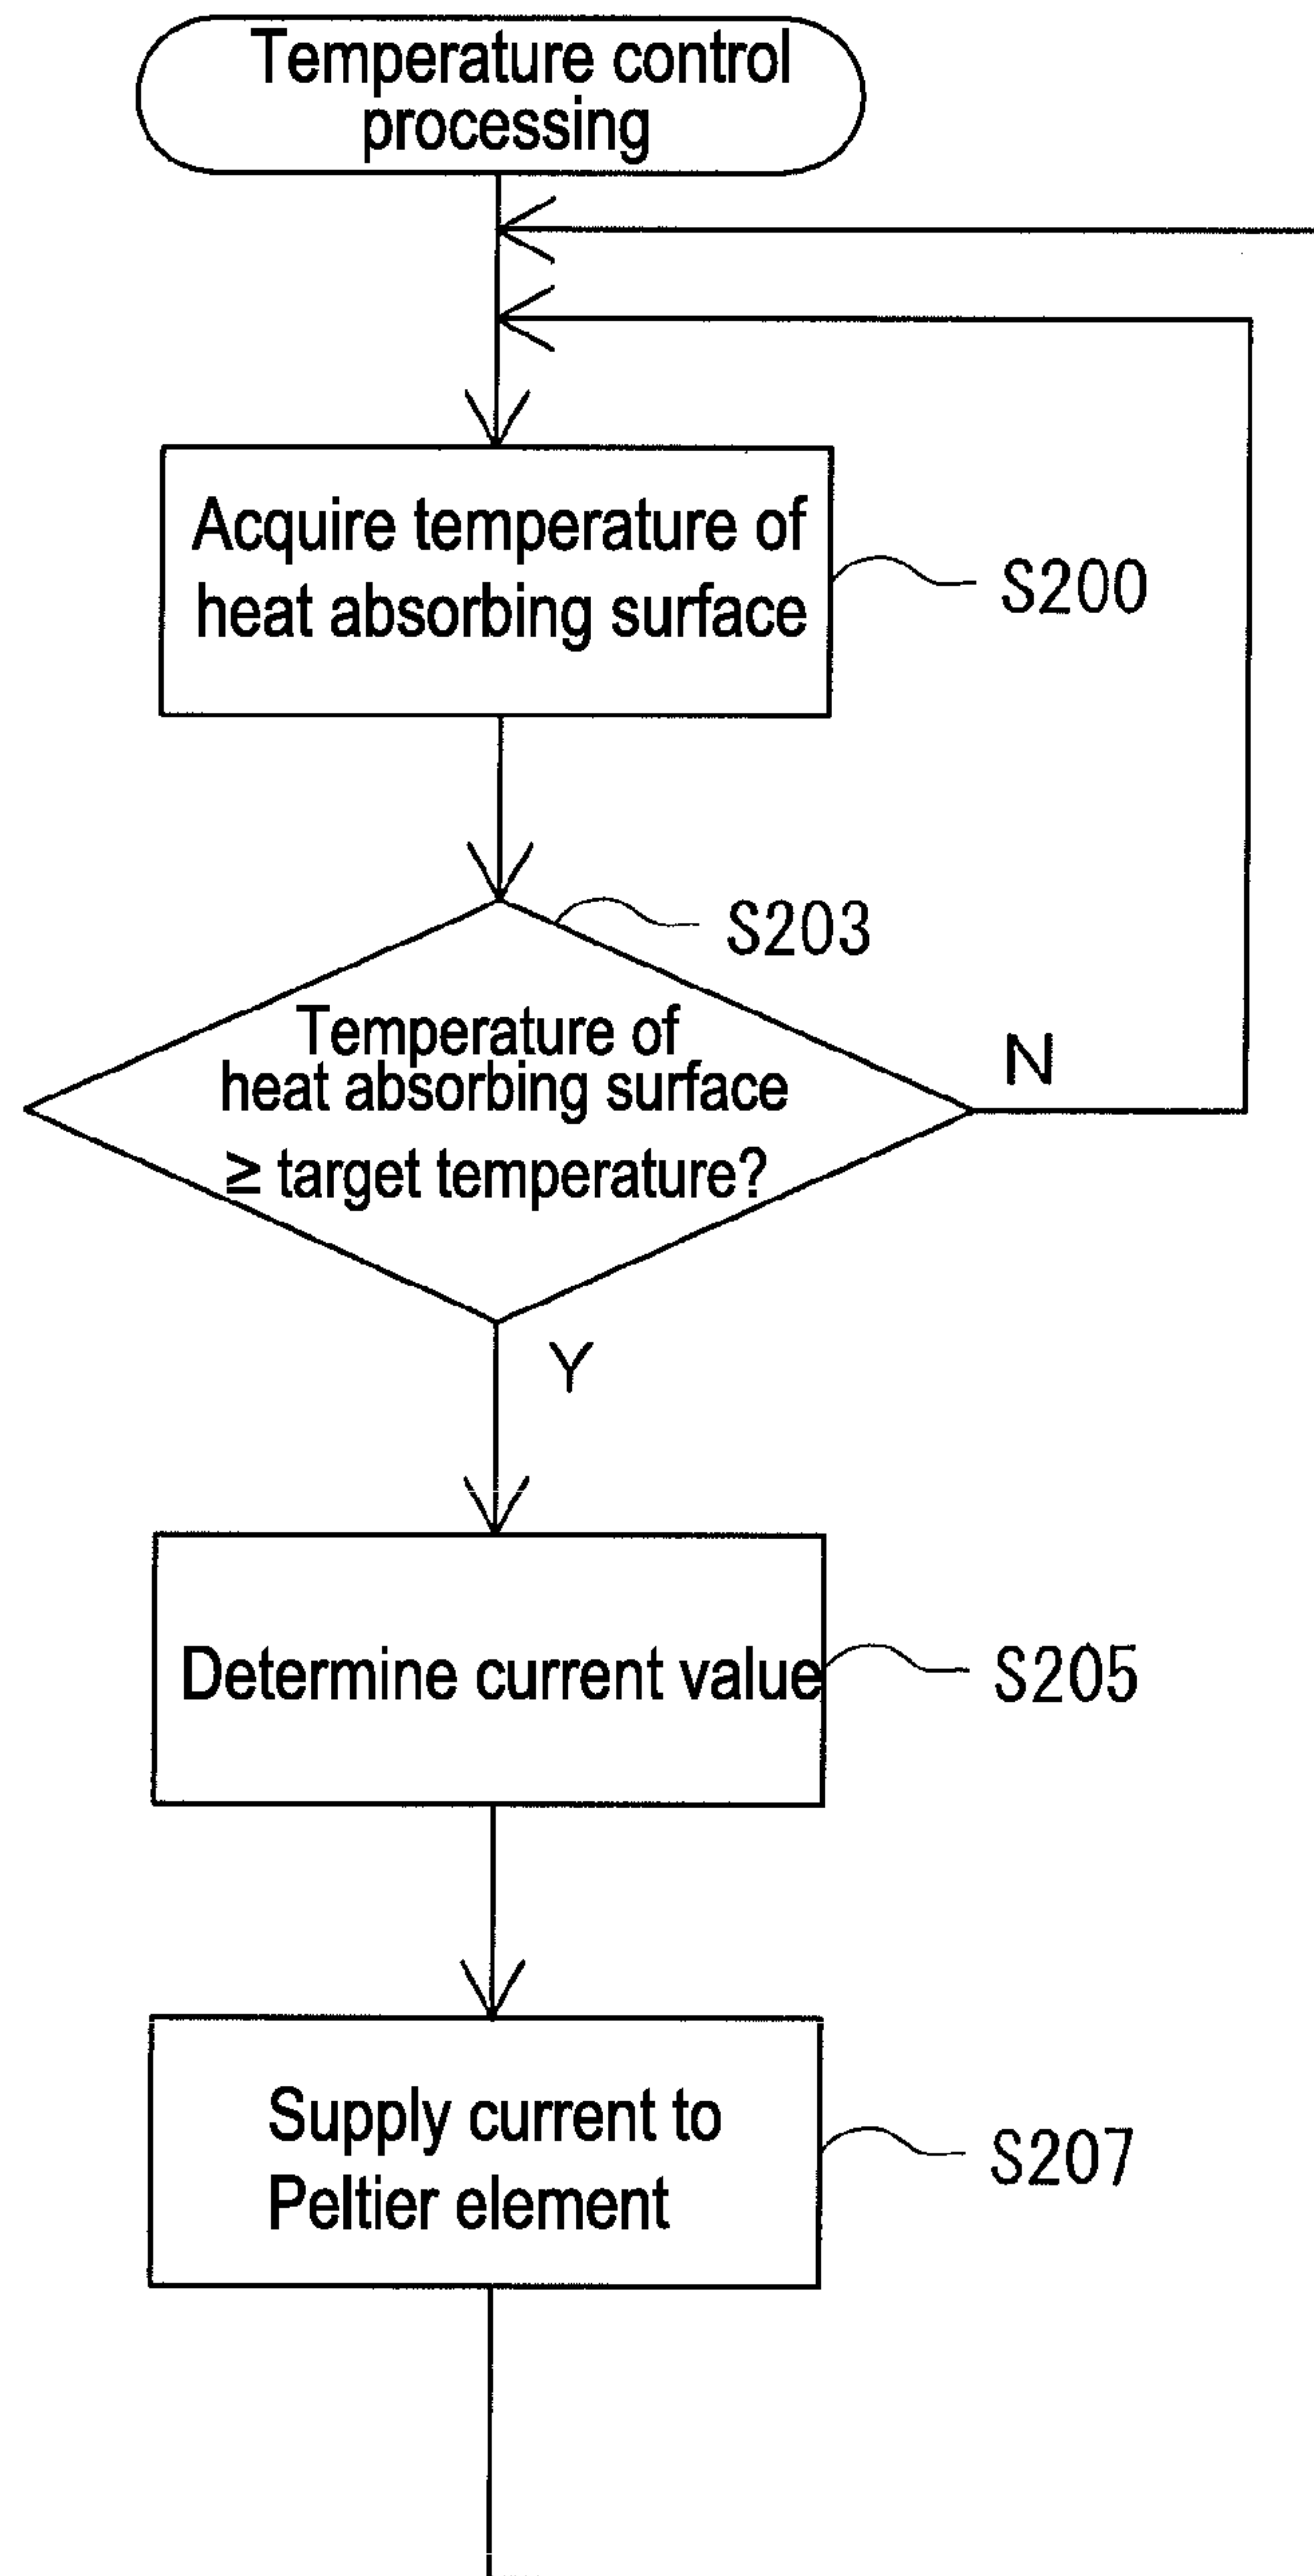 Temperature control
processing
Acquire temperature of
heat absorbing surface
S200
S203
Temperature of
heat absorbing surface
≥ target temperature?
N
Y
Determine current value
S205
Supply current to
Peltier element
S207